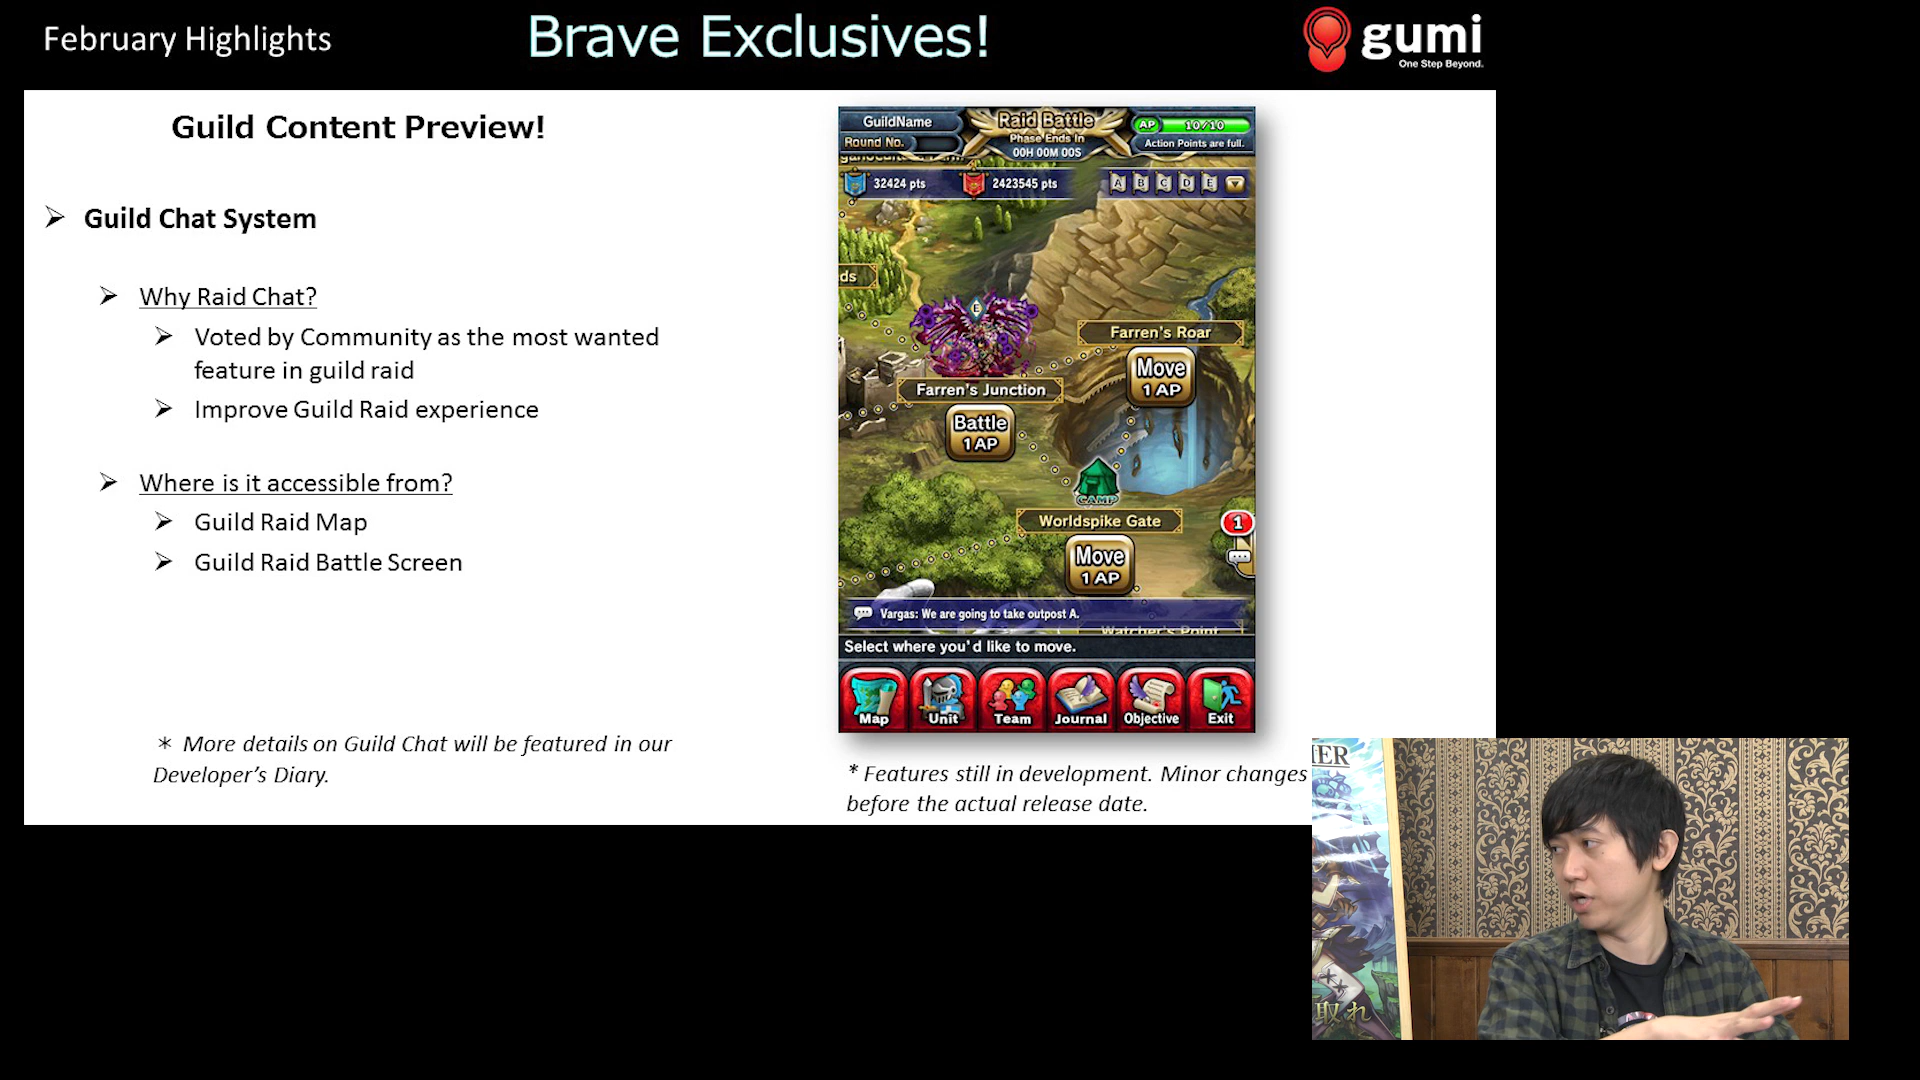 February Highlights
Brave Exclusives!
gumi
One Step Beyond.
Guild Content Preview!
Guild Chat System
Why Raid Chat?
Voted by Community as the most wanted
feature in guild raid
Improve Guild Raid experience
Where is it accessible from?
Guild Raid Map
Guild Raid Battle Screen
* More details on Guild Chat will be featured in our
Developer's Diary.
GuildName
Raid Battle
AP 10/10
Round No.
Phase Ends In
00H 00M 00S
Action Points are full.
32424 pts
2423545 pts
A B C D E
ds
E
Farren's Roar
Move
1 AP
Farren's Junction
Battle
1 AP
CAMP
Worldspike Gate
1
Move
1 AP
Vargas: We are going to take outpost A.
Watcher's Point
Select where you'd like to move.
Map
Unit
Team
Journal
Objective
Exit
* Features still in development. Minor changes
before the actual release date.
IER
取れ